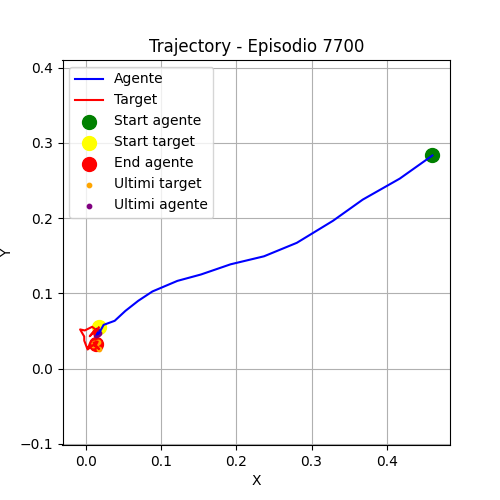 Trajectory - Episodio 7700
0.4
0.3
0.2
0.1
0.0
−0.1
Y
Agente
Target
Start agente
Start target
End agente
Ultimi target
Ultimi agente
0.0
0.1
0.2
0.3
0.4
X